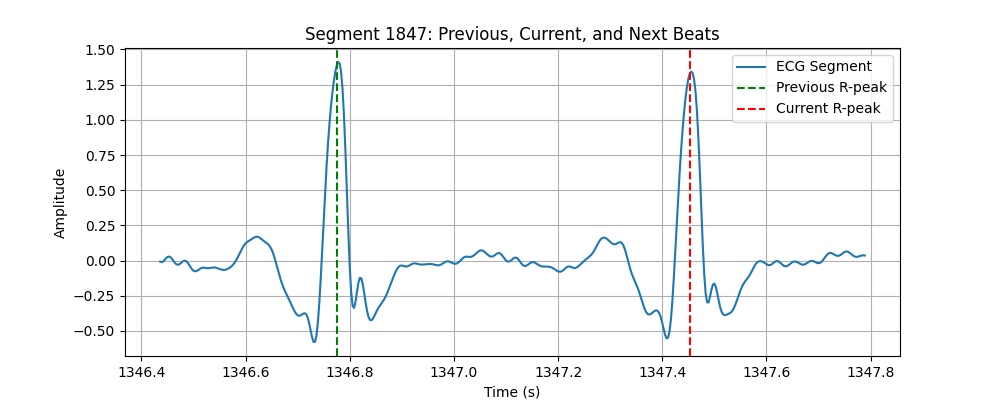 Segment 1847: Previous, Current, and Next Beats
ECG Segment
Previous R-peak
Current R-peak
Amplitude
1.50
1.25
1.00
0.75
0.50
0.25
0.00
−0.25
−0.50
1346.4 1346.6 1346.8 1347.0 1347.2 1347.4 1347.6 1347.8
Time (s)